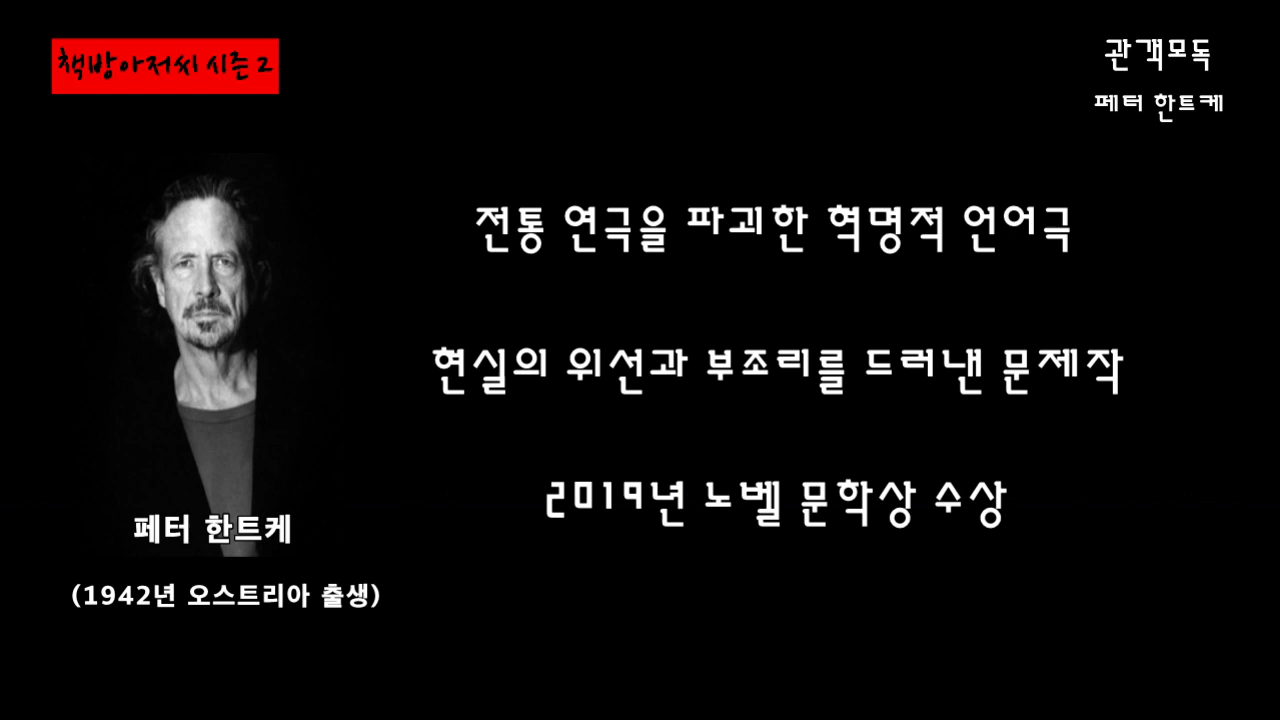 책방아저씨 시즌 2
관객모독
페터 한트케
전통 연극을 파괴한 혁명적 언어극
현실의 위선과 부조리를 드러낸 문제작
2019년 노벨 문학상 수상
페터 한트케
(1942년 오스트리아 출생)